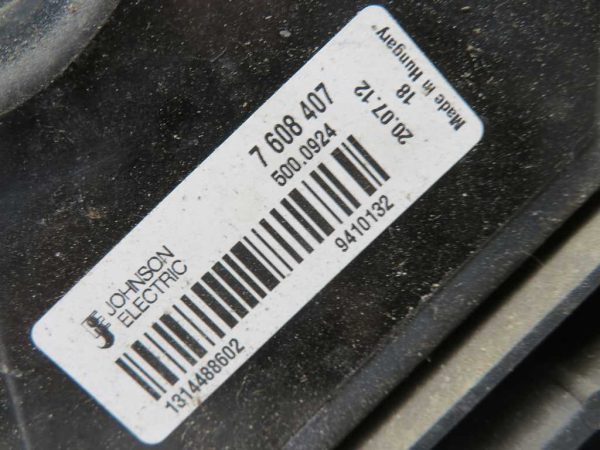 7 608 407
500.0924
20.07.12
18
Made in Hungary
JOHNSON
ELECTRIC
1314488602
9410132